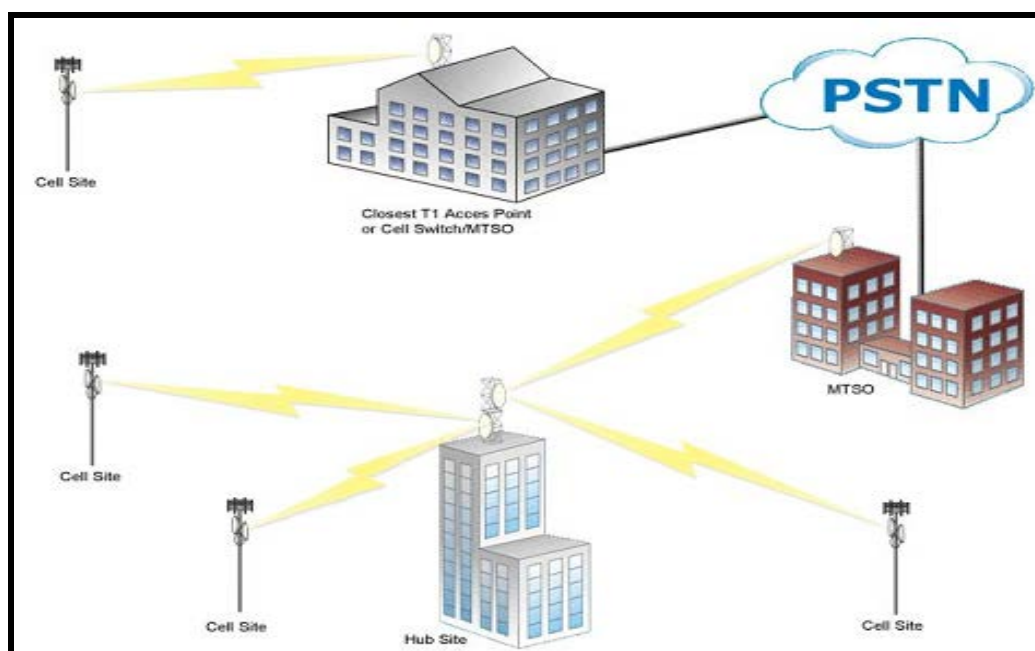 PSTN
Cell Site
Closest T1 Acces Point
or Cell Switch/MTSO
MTSO
Cell Site
Cell Site
Hub Site
Cell Site